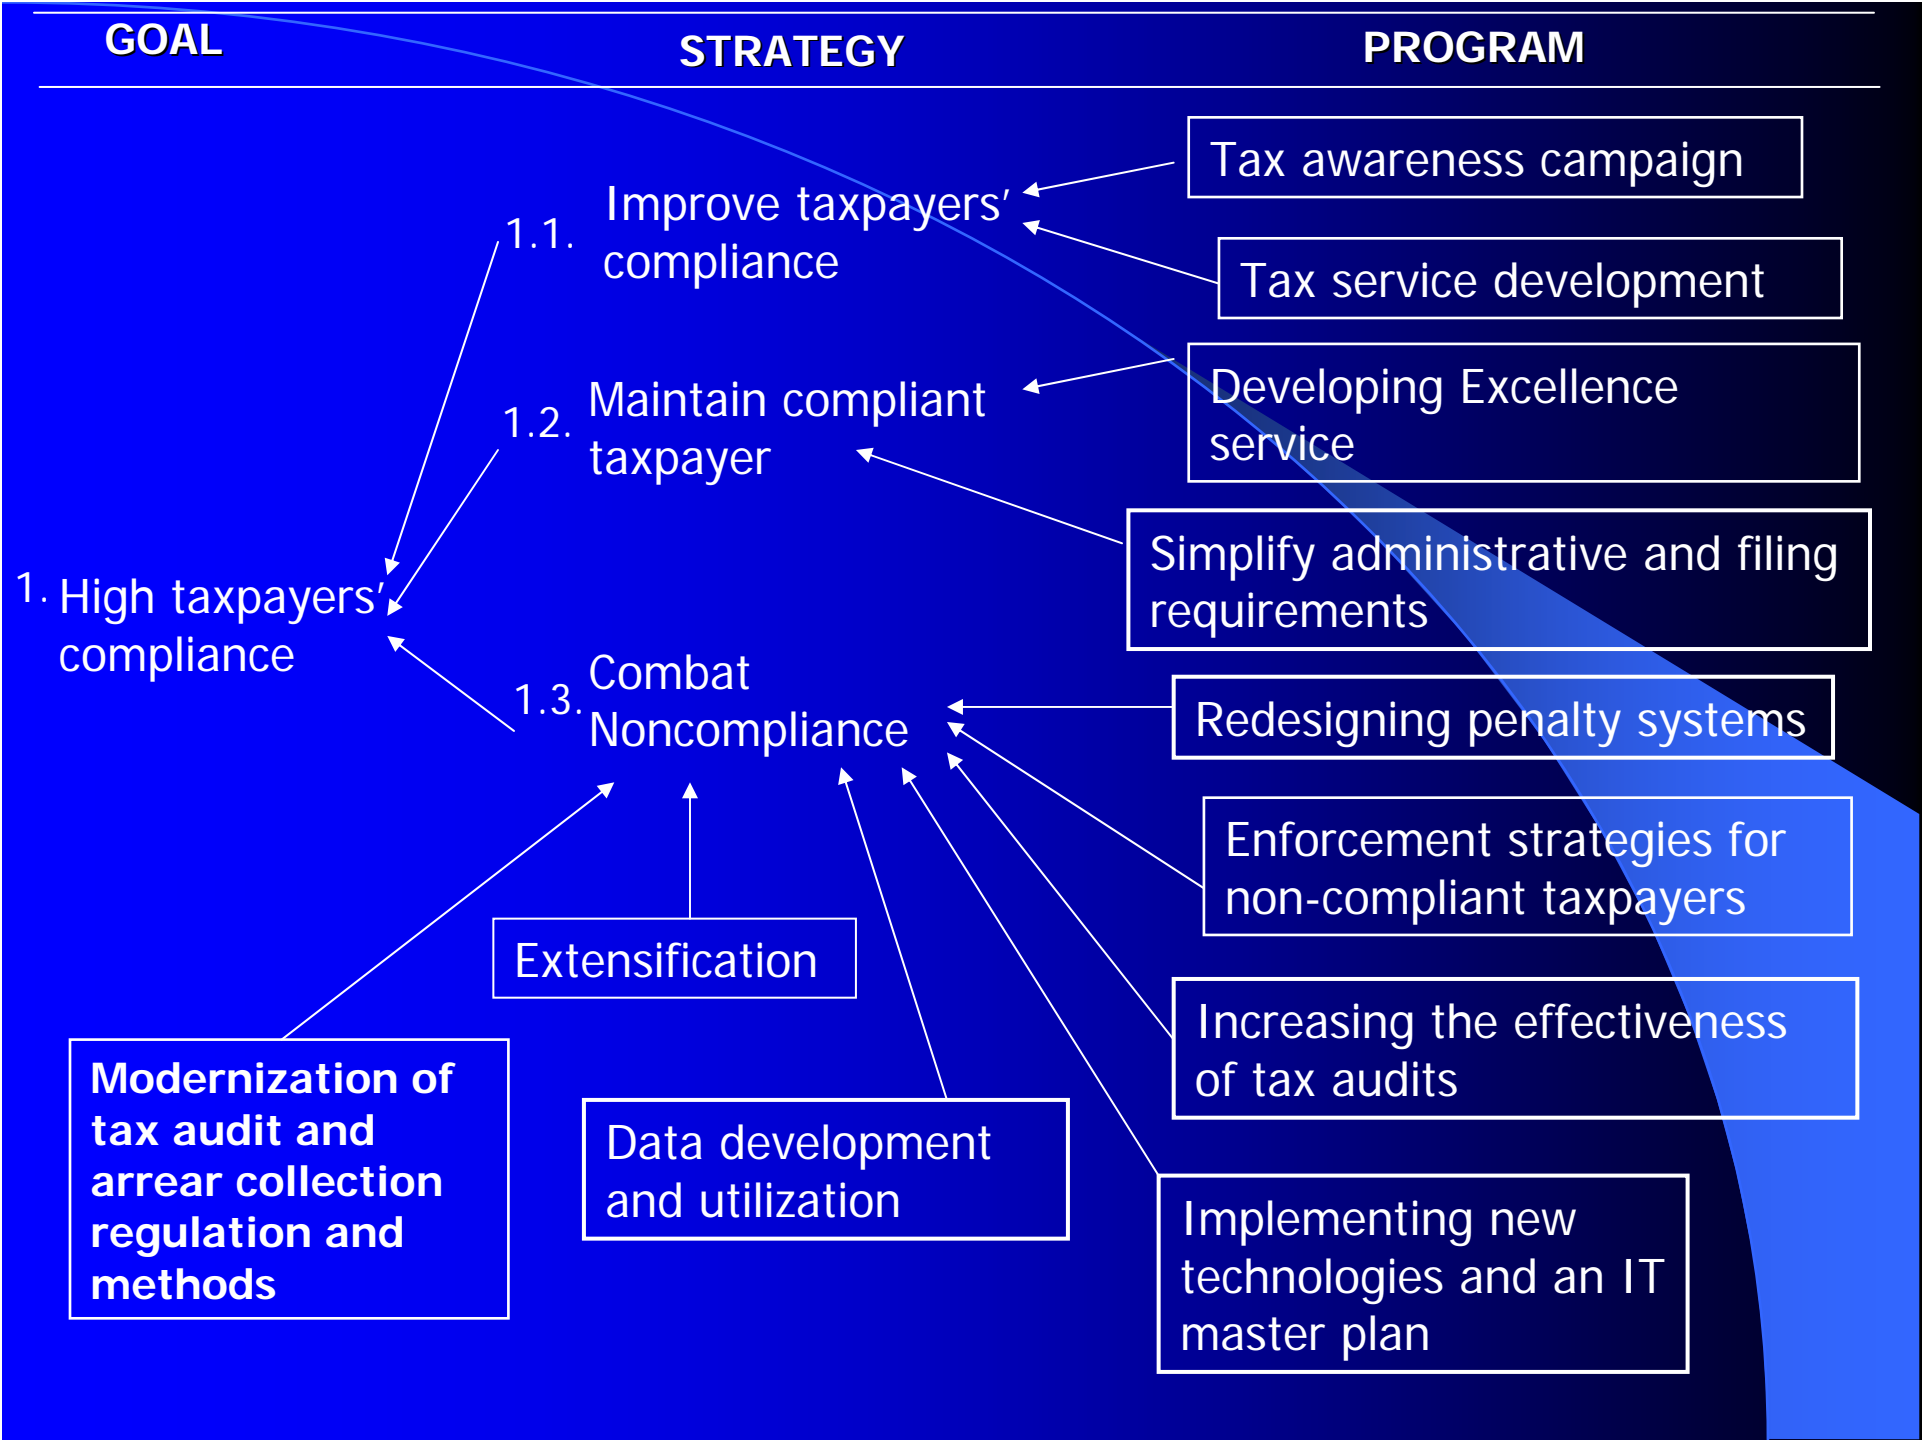 GOAL
STRATEGY
PROGRAM
Tax awareness campaign
1.1.
Improve taxpayers’
compliance
Tax service development
1.2.
Maintain compliant
taxpayer
Developing Excellence
service
Simplify administrative and filing
requirements
1.
High taxpayers’
compliance
1.3.
Combat
Noncompliance
Redesigning penalty systems
Enforcement strategies for
non-compliant taxpayers
Extensification
Increasing the effectiveness
of tax audits
Modernization of
tax audit and
arrear collection
regulation and
methods
Data development
and utilization
Implementing new
technologies and an IT
master plan